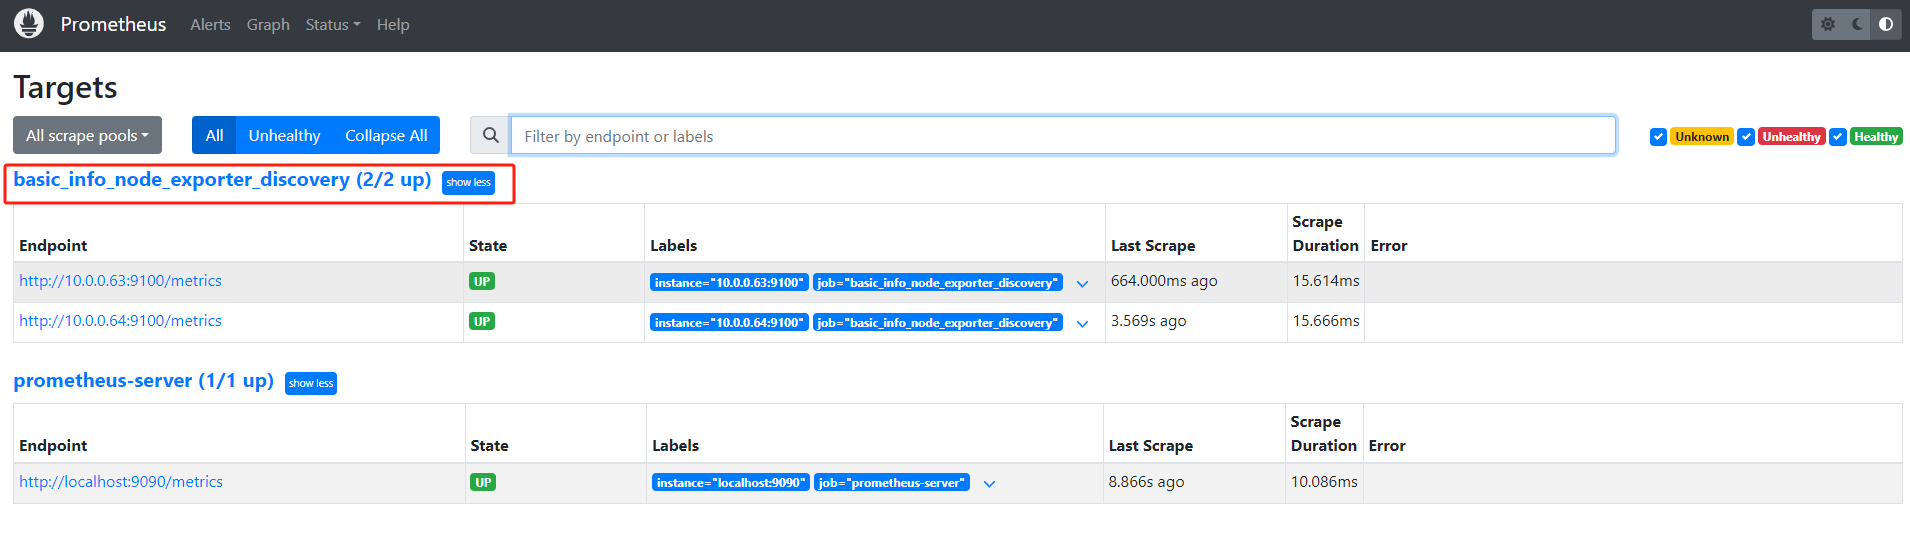 Prometheus Alerts Graph Status Help
Targets
All scrape pools All Unhealthy Collapse All Filter by endpoint or labels Unknown Unhealthy Healthy
basic_info_node_exporter_discovery (2/2 up) show less
Endpoint State Labels Last Scrape Scrape Duration Error
http://10.0.0.63:9100/metrics UP instance="10.0.0.63:9100" job="basic_info_node_exporter_discovery" 664.000ms ago 15.614ms
http://10.0.0.64:9100/metrics UP instance="10.0.0.64:9100" job="basic_info_node_exporter_discovery" 3.569s ago 15.666ms
prometheus-server (1/1 up) show less
Endpoint State Labels Last Scrape Scrape Duration Error
http://localhost:9090/metrics UP instance="localhost:9090" job="prometheus-server" 8.866s ago 10.086ms